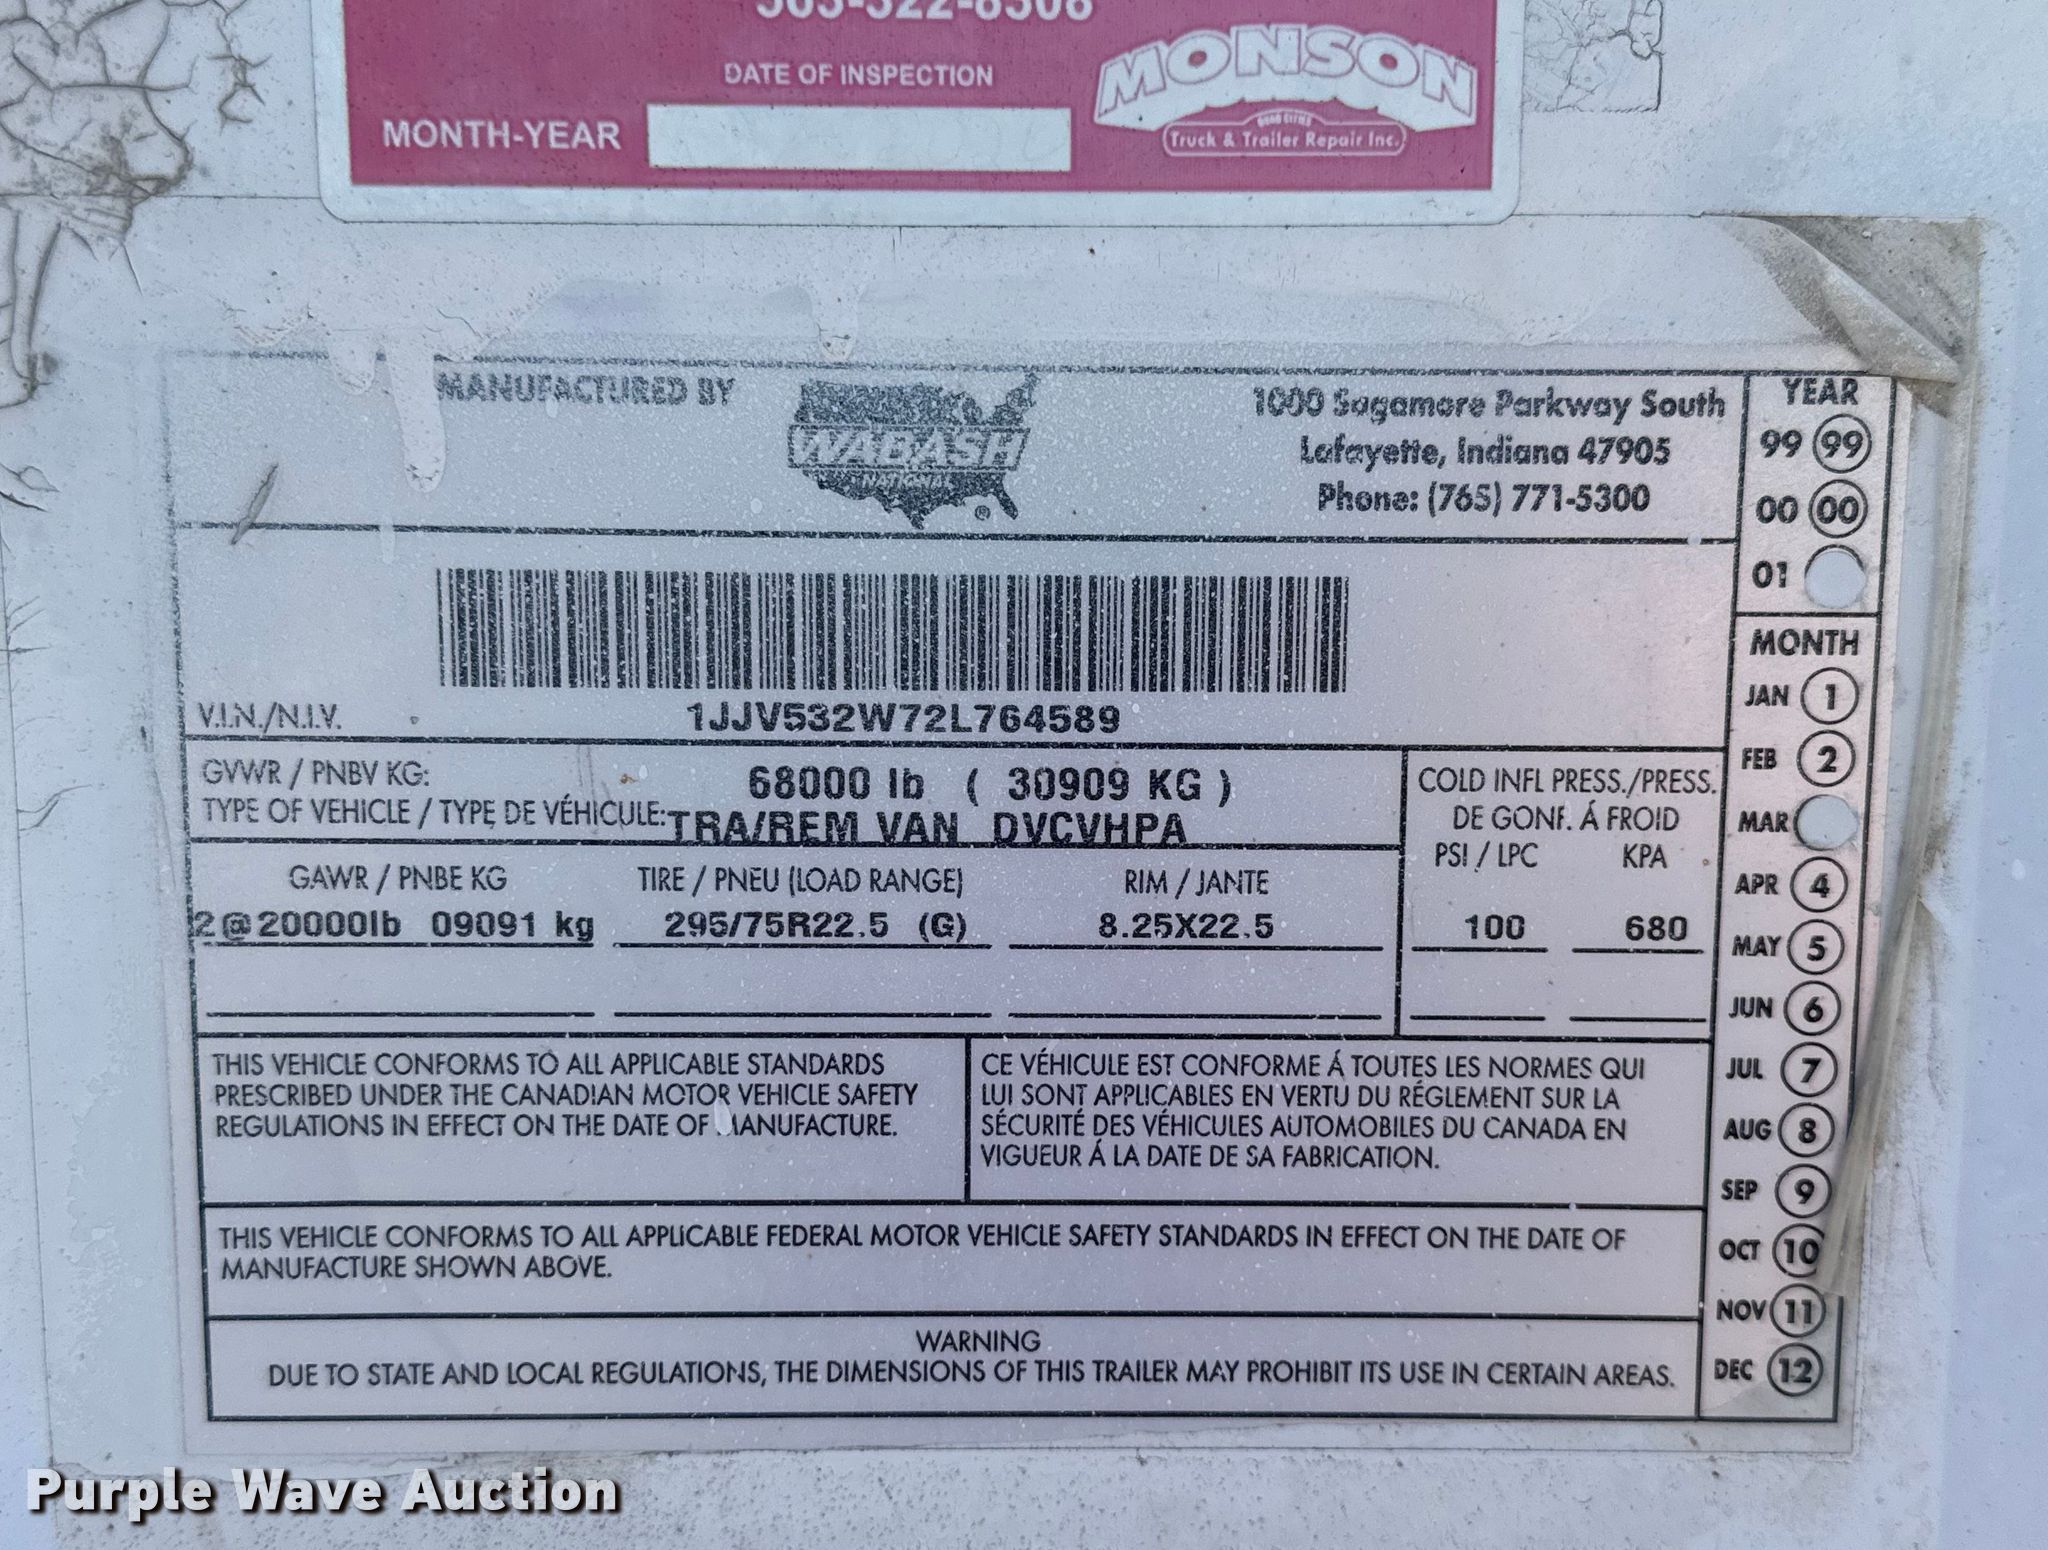 563-322-8308
DATE OF INSPECTION
MONTH-YEAR
MONSON
QUAD CITIES
Truck & Trailer Repair Inc.
MANUFACTURED BY
WABASH
NATIONAL
®
1000 Sagamore Parkway South
Lafayette, Indiana 47905
Phone: (765) 771-5300
YEAR
99 99
00 00
01
V.I.N./N.I.V. 1JJV532W72L764589
GVWR / PNBV KG: 68000 lb ( 30909 KG )
TYPE OF VEHICLE / TYPE DE VÉHICULE: TRA/REM VAN DVCVHPA
COLD INFL PRESS./PRESS.
DE GONF. Á FROID
PSI / LPC KPA
GAWR / PNBE KG TIRE / PNEU (LOAD RANGE) RIM / JANTE
2@20000lb 09091 kg 295/75R22.5 (G) 8.25X22.5 100 680
THIS VEHICLE CONFORMS TO ALL APPLICABLE STANDARDS
PRESCRIBED UNDER THE CANADIAN MOTOR VEHICLE SAFETY
REGULATIONS IN EFFECT ON THE DATE OF MANUFACTURE.
CE VÉHICULE EST CONFORME Á TOUTES LES NORMES QUI
LUI SONT APPLICABLES EN VERTU DU RÉGLEMENT SUR LA
SÉCURITÉ DES VÉHICULES AUTOMOBILES DU CANADA EN
VIGUEUR Á LA DATE DE SA FABRICATION.
THIS VEHICLE CONFORMS TO ALL APPLICABLE FEDERAL MOTOR VEHICLE SAFETY STANDARDS IN EFFECT ON THE DATE OF
MANUFACTURE SHOWN ABOVE.
WARNING
DUE TO STATE AND LOCAL REGULATIONS, THE DIMENSIONS OF THIS TRAILER MAY PROHIBIT ITS USE IN CERTAIN AREAS.
MONTH
JAN 1
FEB 2
MAR
APR 4
MAY 5
JUN 6
JUL 7
AUG 8
SEP 9
OCT 10
NOV 11
DEC 12
Purple Wave Auction